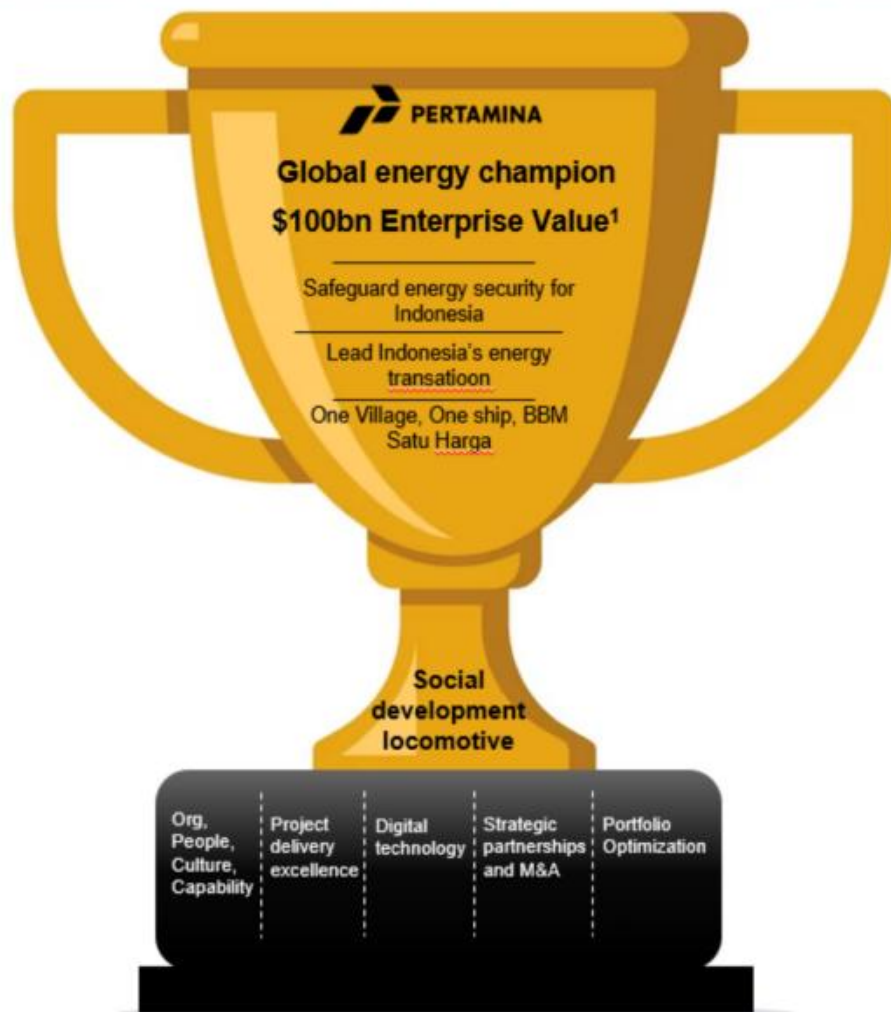 PERTAMINA
Global energy champion
$100bn Enterprise Value¹
Safeguard energy security for
Indonesia
Lead Indonesia's energy
transatioon
One Village, One ship, BBM
Satu Harga
Social
development
locomotive
Org,
People,
Culture,
Capability
Project
delivery
excellence
Digital
technology
Strategic
partnerships
and M&A
Portfolio
Optimization